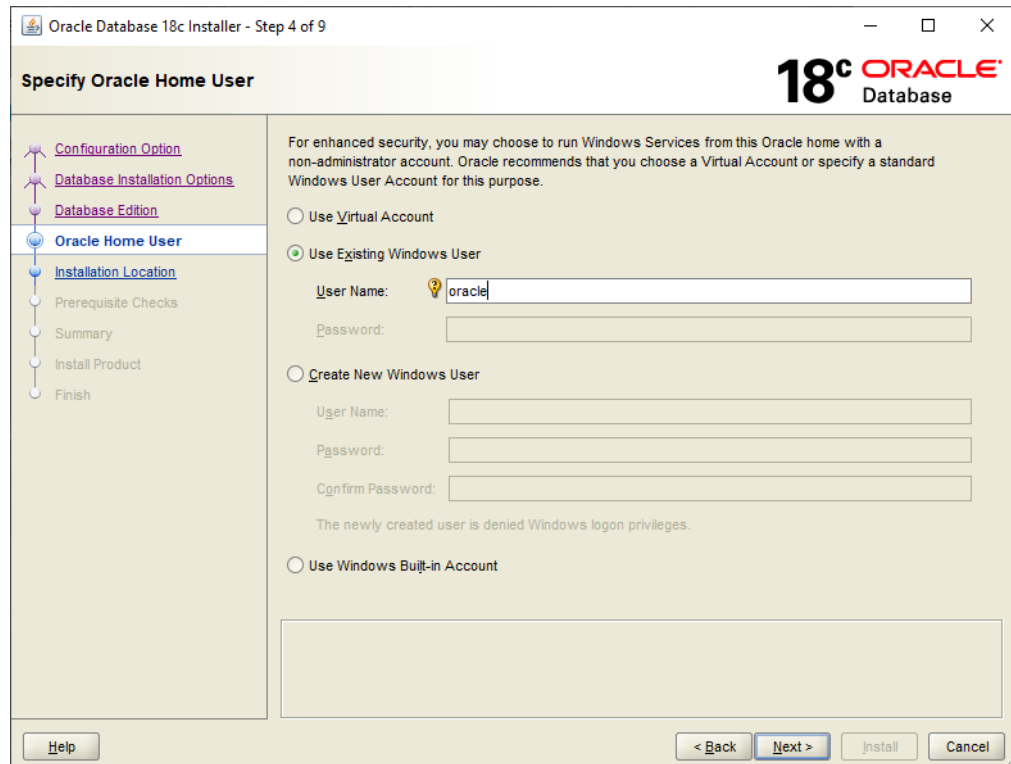 Oracle Database 18c Installer - Step 4 of 9
Specify Oracle Home User
18c ORACLE
Database
Configuration Option
Database Installation Options
Database Edition
Oracle Home User
Installation Location
Prerequisite Checks
Summary
Install Product
Finish
For enhanced security, you may choose to run Windows Services from this Oracle home with a
non-administrator account. Oracle recommends that you choose a Virtual Account or specify a standard
Windows User Account for this purpose.
Use Virtual Account
Use Existing Windows User
User Name: oracle
Password:
Create New Windows User
User Name:
Password:
Confirm Password:
The newly created user is denied Windows logon privileges.
Use Windows Built-in Account
Help
< Back Next > Install Cancel